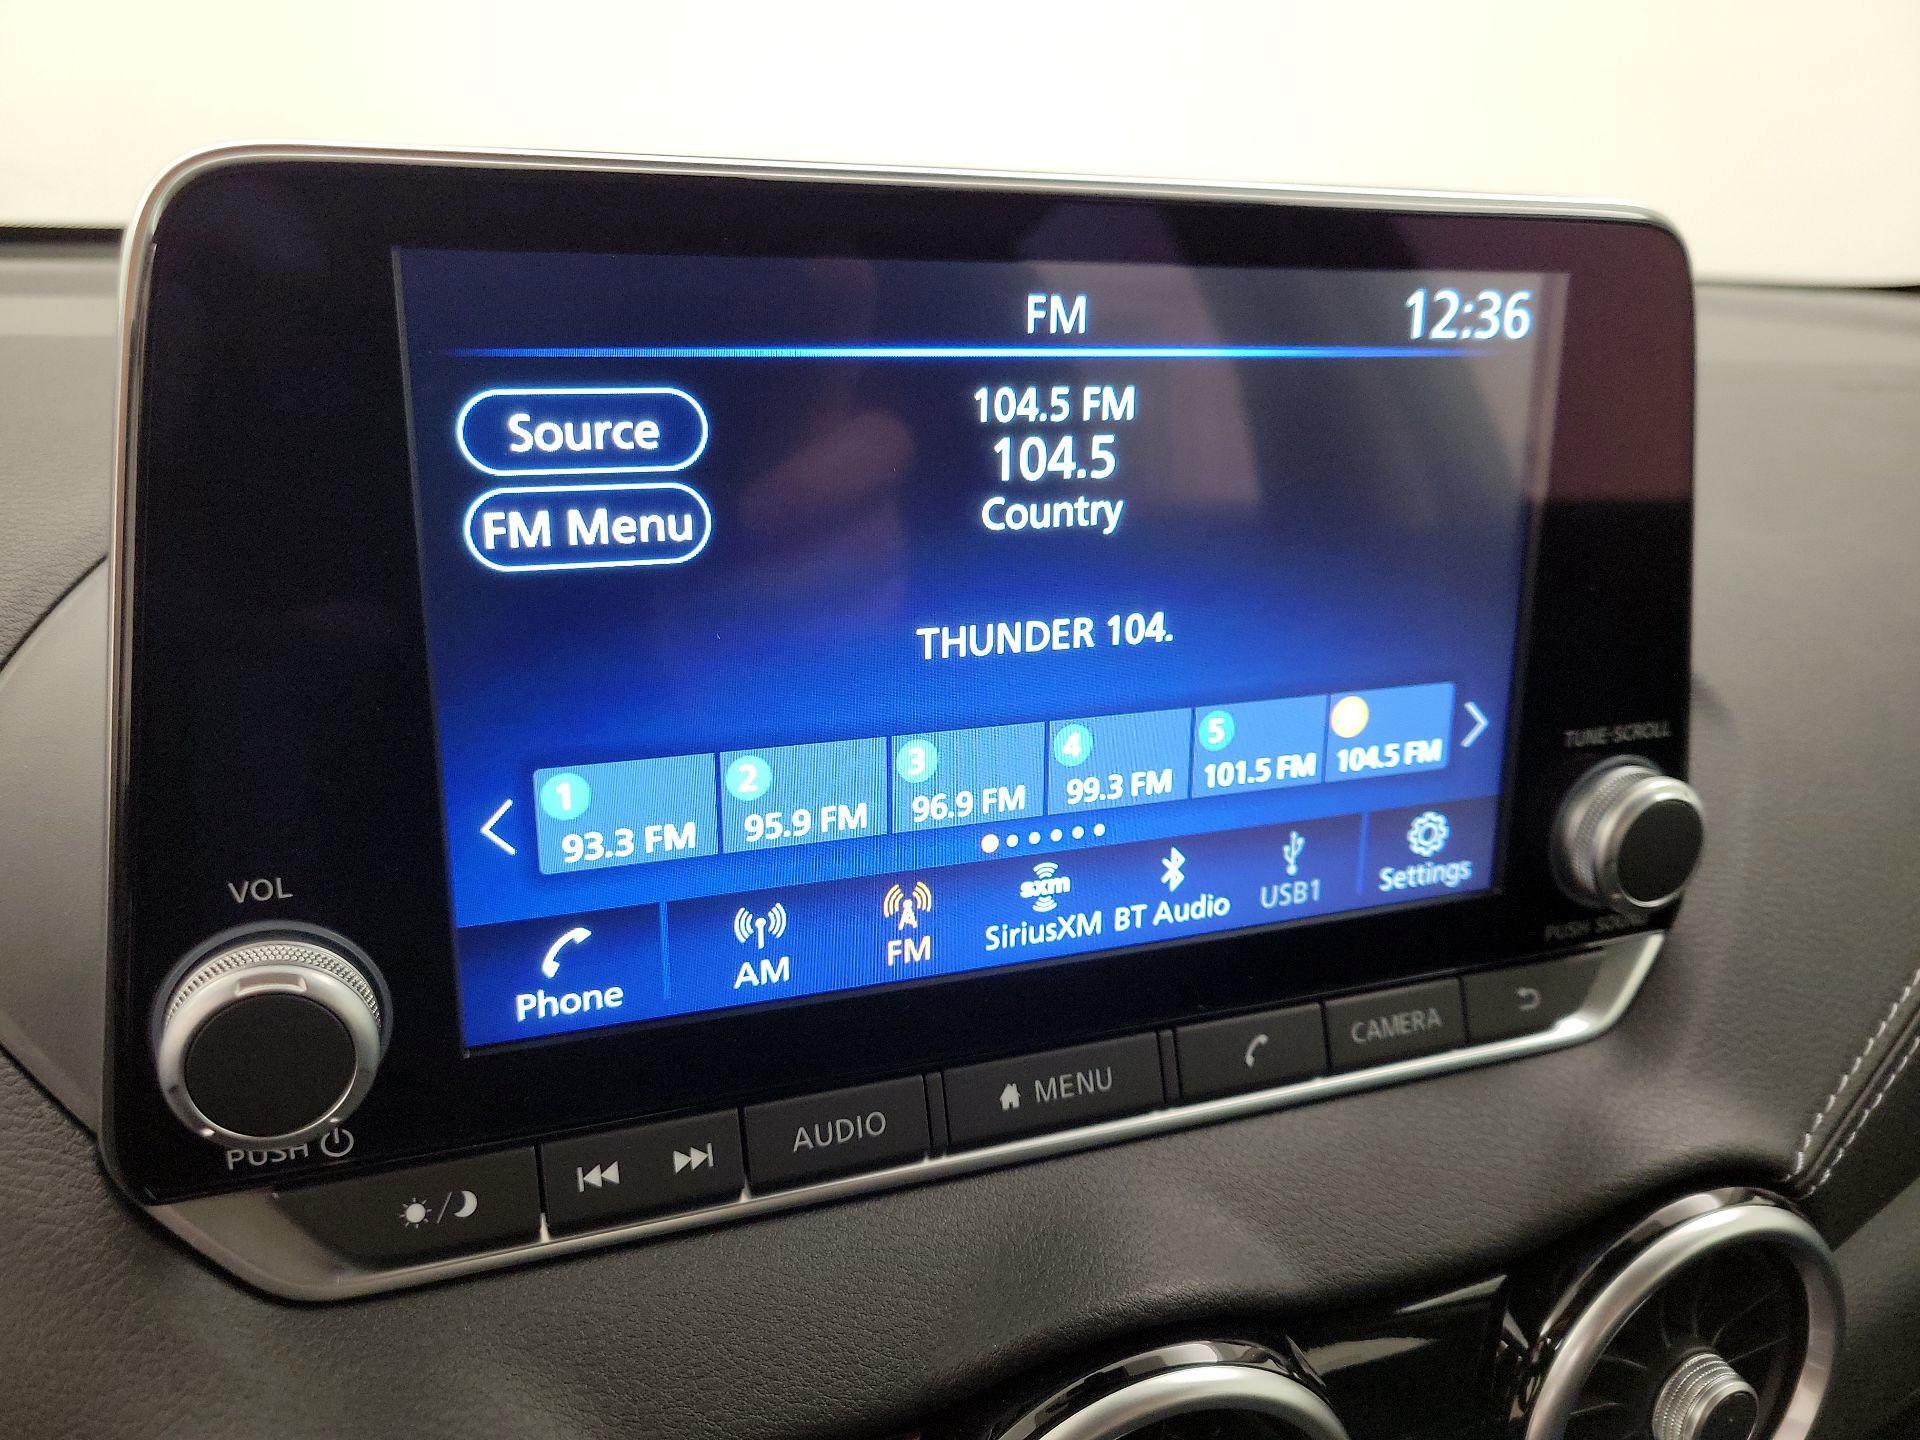 FM
12:36
Source
104.5 FM
104.5
FM Menu
Country
THUNDER 104.
1
2
3
4
5
93.3 FM
95.9 FM
96.9 FM
99.3 FM
101.5 FM
104.5 FM
TUNE·SCROLL
VOL
Phone
AM
FM
sxm
SiriusXM
BT Audio
USB1
Settings
PUSH SOUND
PUSH
AUDIO
MENU
CAMERA